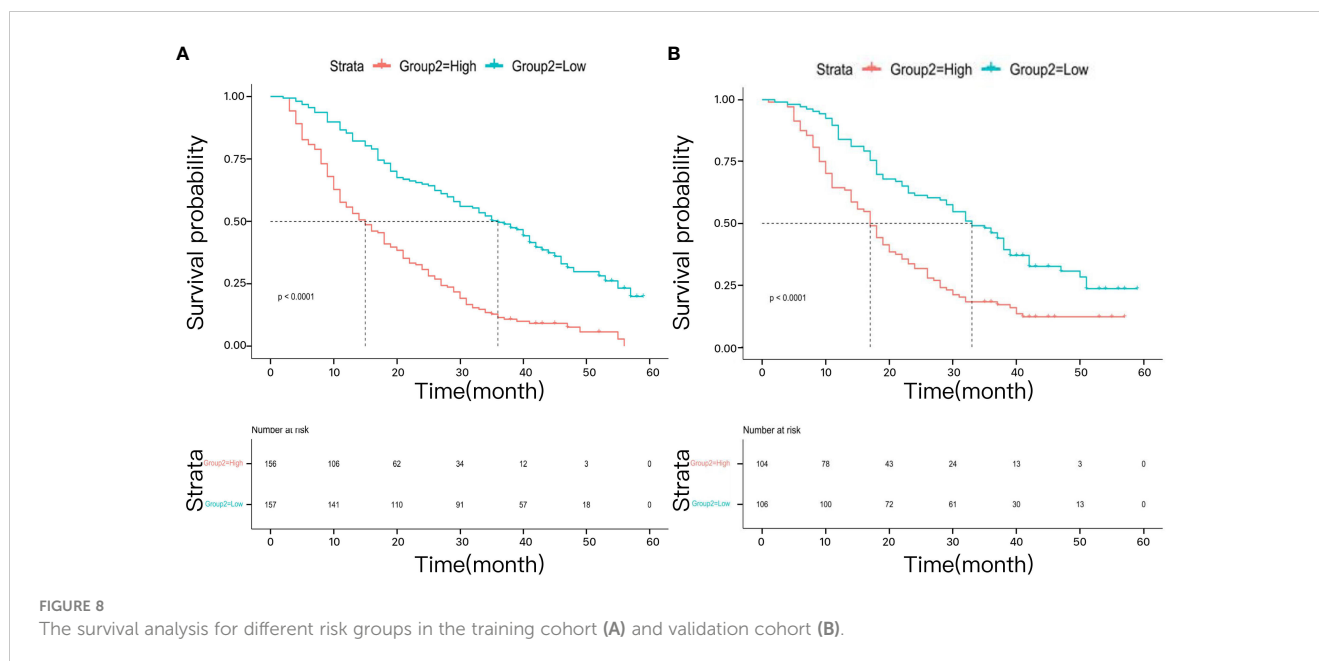 A
B
Strata Group2=High Group2=Low
Strata Group2=High Group2=Low
Survival probability
1.00
0.75
0.50
0.25
0.00
p < 0.0001
0 10 20 30 40 50 60
Time(month)
Survival probability
1.00
0.75
0.50
0.25
0.00
p < 0.0001
0 10 20 30 40 50 60
Time(month)
Number at risk
Strata
Group2=High 156 106 62 34 12 3 0
Group2=Low 157 141 110 91 57 18 0
0 10 20 30 40 50 60
Time(month)
Number at risk
Strata
Group2=High 104 78 43 24 13 3 0
Group2=Low 106 100 72 61 30 13 0
0 10 20 30 40 50 60
Time(month)
FIGURE 8
The survival analysis for different risk groups in the training cohort (A) and validation cohort (B).